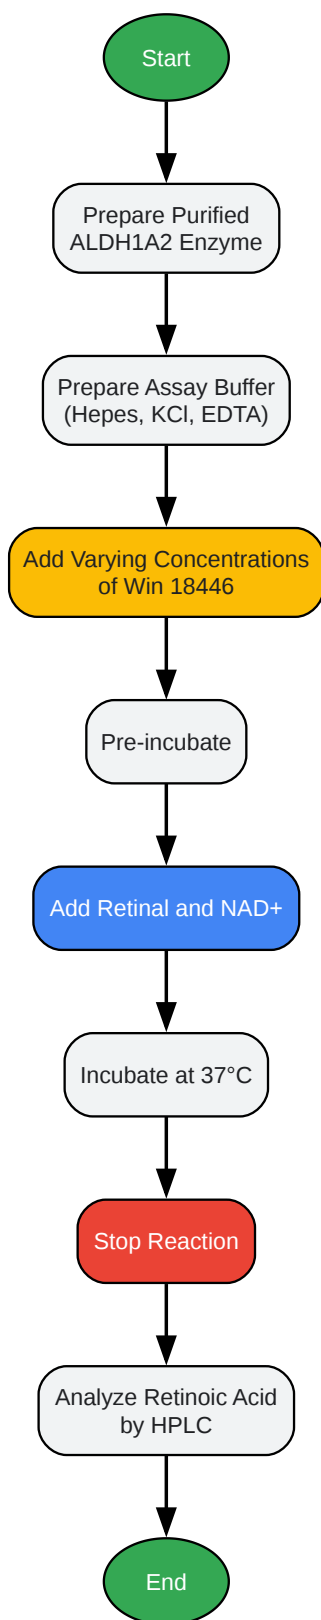 Start
Prepare Purified
ALDH1A2 Enzyme
Prepare Assay Buffer
(Hepes, KCl, EDTA)
Add Varying Concentrations
of Win 18446
Pre-incubate
Add Retinal and NAD+
Incubate at 37°C
Stop Reaction
Analyze Retinoic Acid
by HPLC
End